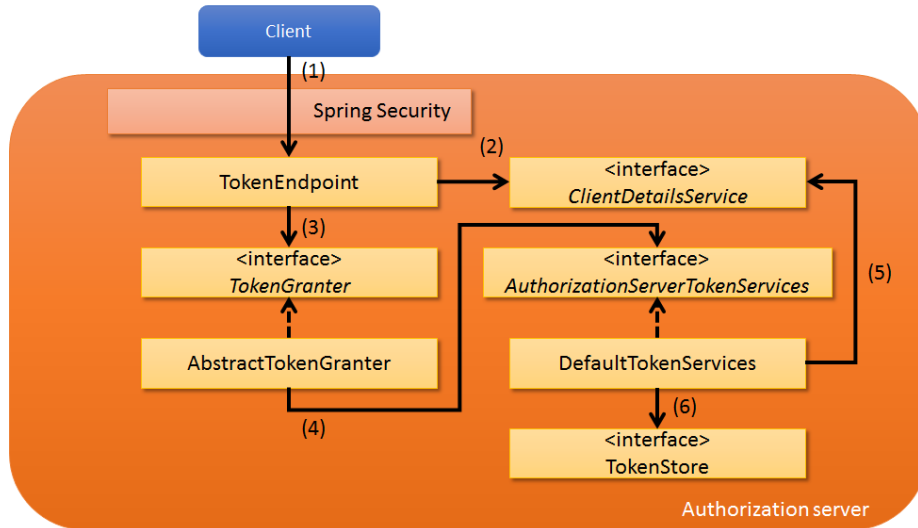 Client
(1)
Spring Security
(2)
TokenEndpoint
<interface>
ClientDetailsService
(3)
<interface>
TokenGranter
<interface>
AuthorizationServerTokenServices
(5)
AbstractTokenGranter
DefaultTokenServices
(4)
(6)
<interface>
TokenStore
Authorization server